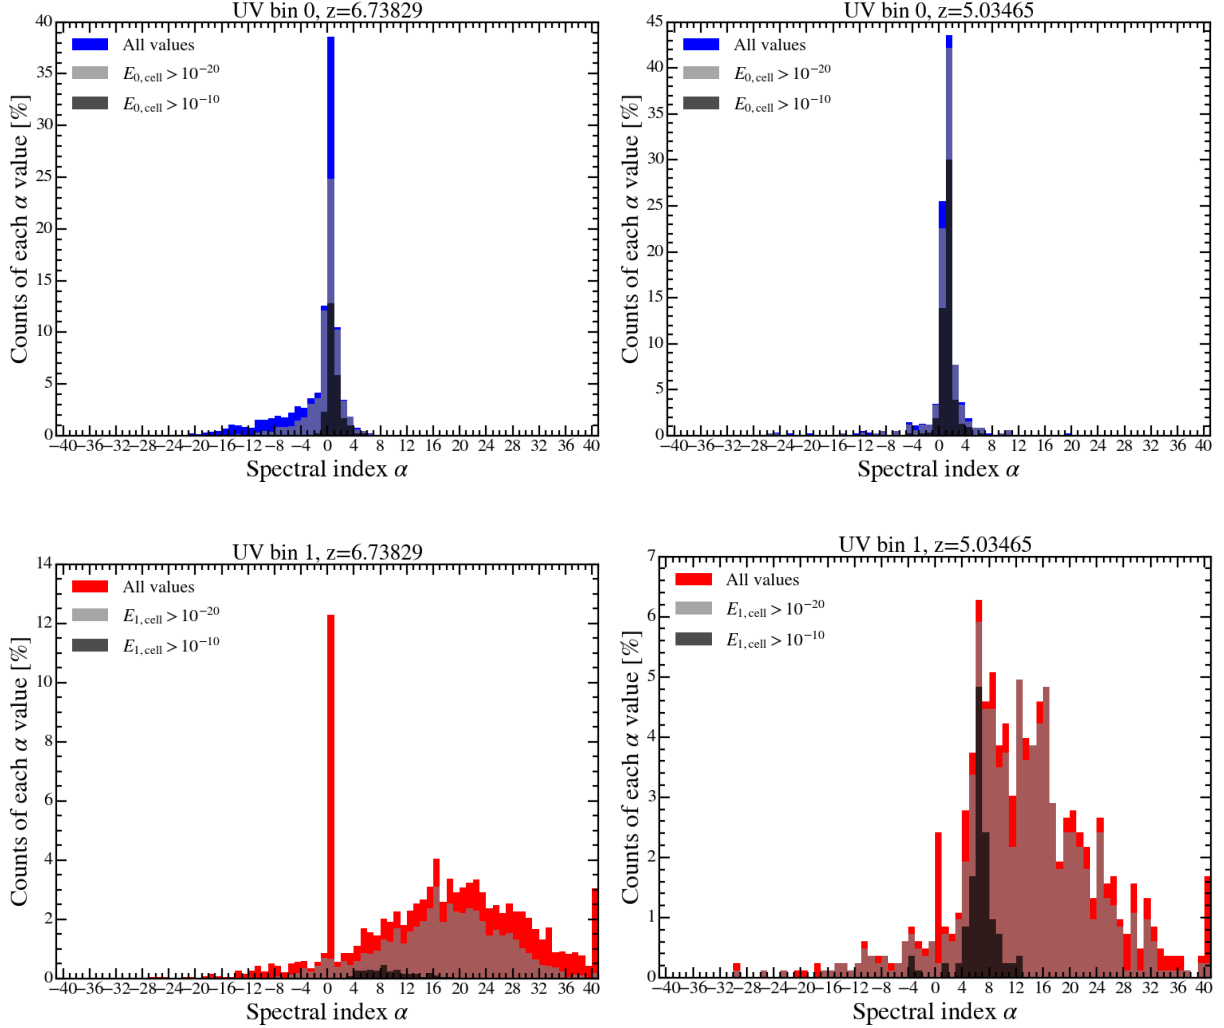 UV bin 0, z=6.73829
All values
E0,cell > 10−20
E0,cell > 10−10
Counts of each α value [%]
40
35
30
25
20
15
10
5
0
−40−36−32−28−24−20−16−12−8 −4 0 4 8 12 16 20 24 28 32 36 40
Spectral index α
UV bin 0, z=5.03465
All values
E0,cell > 10−20
E0,cell > 10−10
Counts of each α value [%]
45
40
35
30
25
20
15
10
5
0
−40−36−32−28−24−20−16−12−8 −4 0 4 8 12 16 20 24 28 32 36 40
Spectral index α
UV bin 1, z=6.73829
All values
E1,cell > 10−20
E1,cell > 10−10
Counts of each α value [%]
14
12
10
8
6
4
2
0
−40−36−32−28−24−20−16−12−8 −4 0 4 8 12 16 20 24 28 32 36 40
Spectral index α
UV bin 1, z=5.03465
All values
E1,cell > 10−20
E1,cell > 10−10
Counts of each α value [%]
7
6
5
4
3
2
1
0
−40−36−32−28−24−20−16−12−8 −4 0 4 8 12 16 20 24 28 32 36 40
Spectral index α